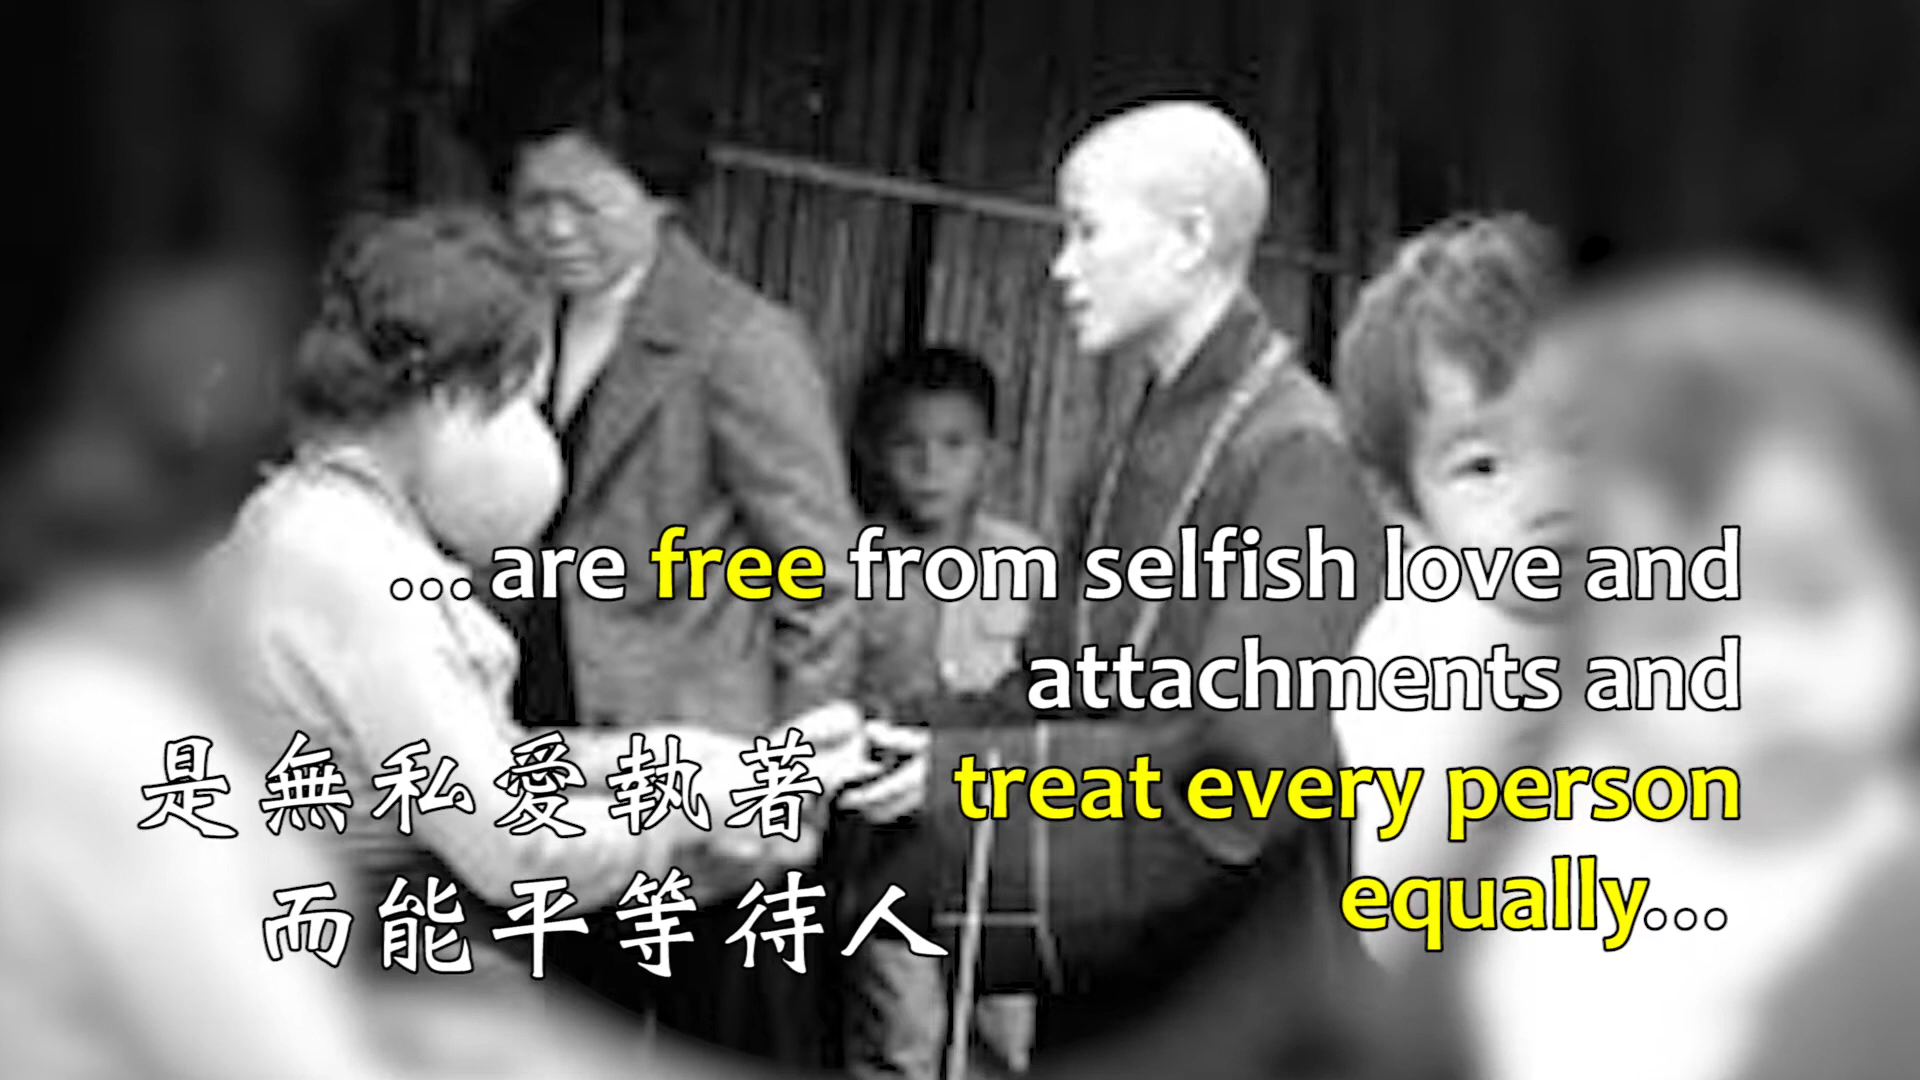 ... are free from selfish love and
attachments and
treat every person
equally...
是無私愛執著
而能平等待人